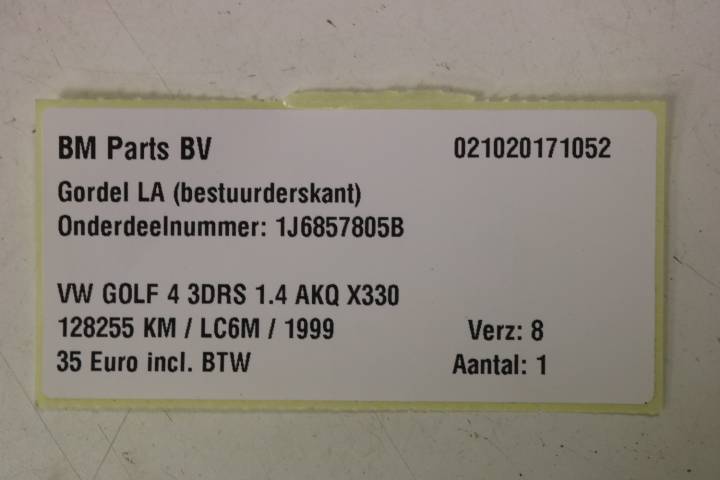 BM Parts BV 021020171052
Gordel LA (bestuurderskant)
Onderdeelnummer: 1J6857805B
VW GOLF 4 3DRS 1.4 AKQ X330
128255 KM / LC6M / 1999 Verz: 8
35 Euro incl. BTW Aantal: 1